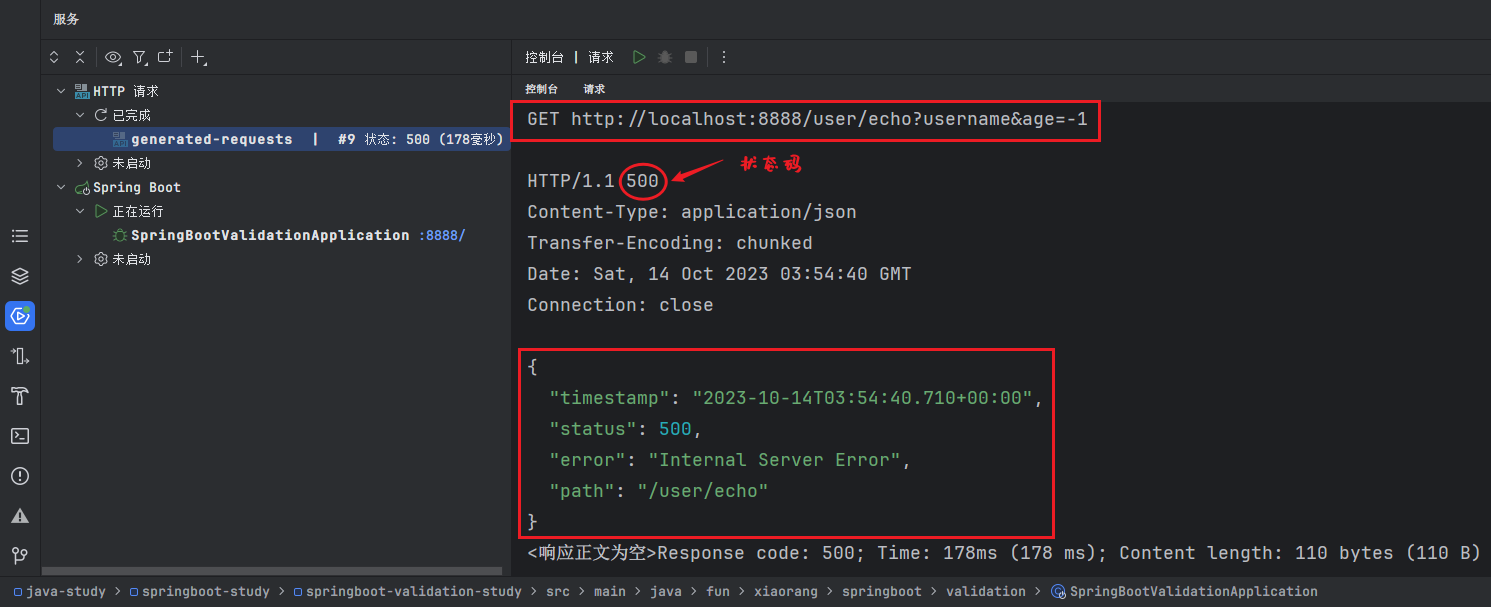 服务
控制台 | 请求
控制台 请求
HTTP 请求
已完成
generated-requests | #9 状态: 500 (178毫秒)
未启动
Spring Boot
正在运行
SpringBootValidationApplication :8888/
未启动
GET http://localhost:8888/user/echo?username&age=-1
状态码
HTTP/1.1 500
Content-Type: application/json
Transfer-Encoding: chunked
Date: Sat, 14 Oct 2023 03:54:40 GMT
Connection: close
{
"timestamp": "2023-10-14T03:54:40.710+00:00",
"status": 500,
"error": "Internal Server Error",
"path": "/user/echo"
}
<响应正文为空>Response code: 500; Time: 178ms (178 ms); Content length: 110 bytes (110 B)
java-study > springboot-study > springboot-validation-study > src > main > java > fun > xiaorang > springboot > validation > SpringBootValidationApplication